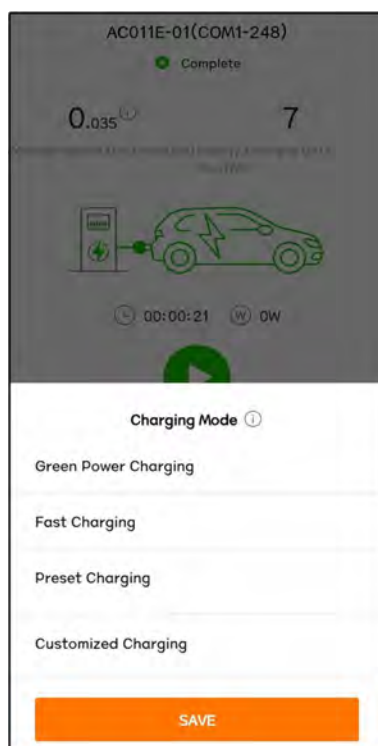 AC011E-01(COM1-248)
Complete
0.035 7
00:00:21 W 0W
Charging Mode
Green Power Charging
Fast Charging
Preset Charging
Customized Charging
SAVE